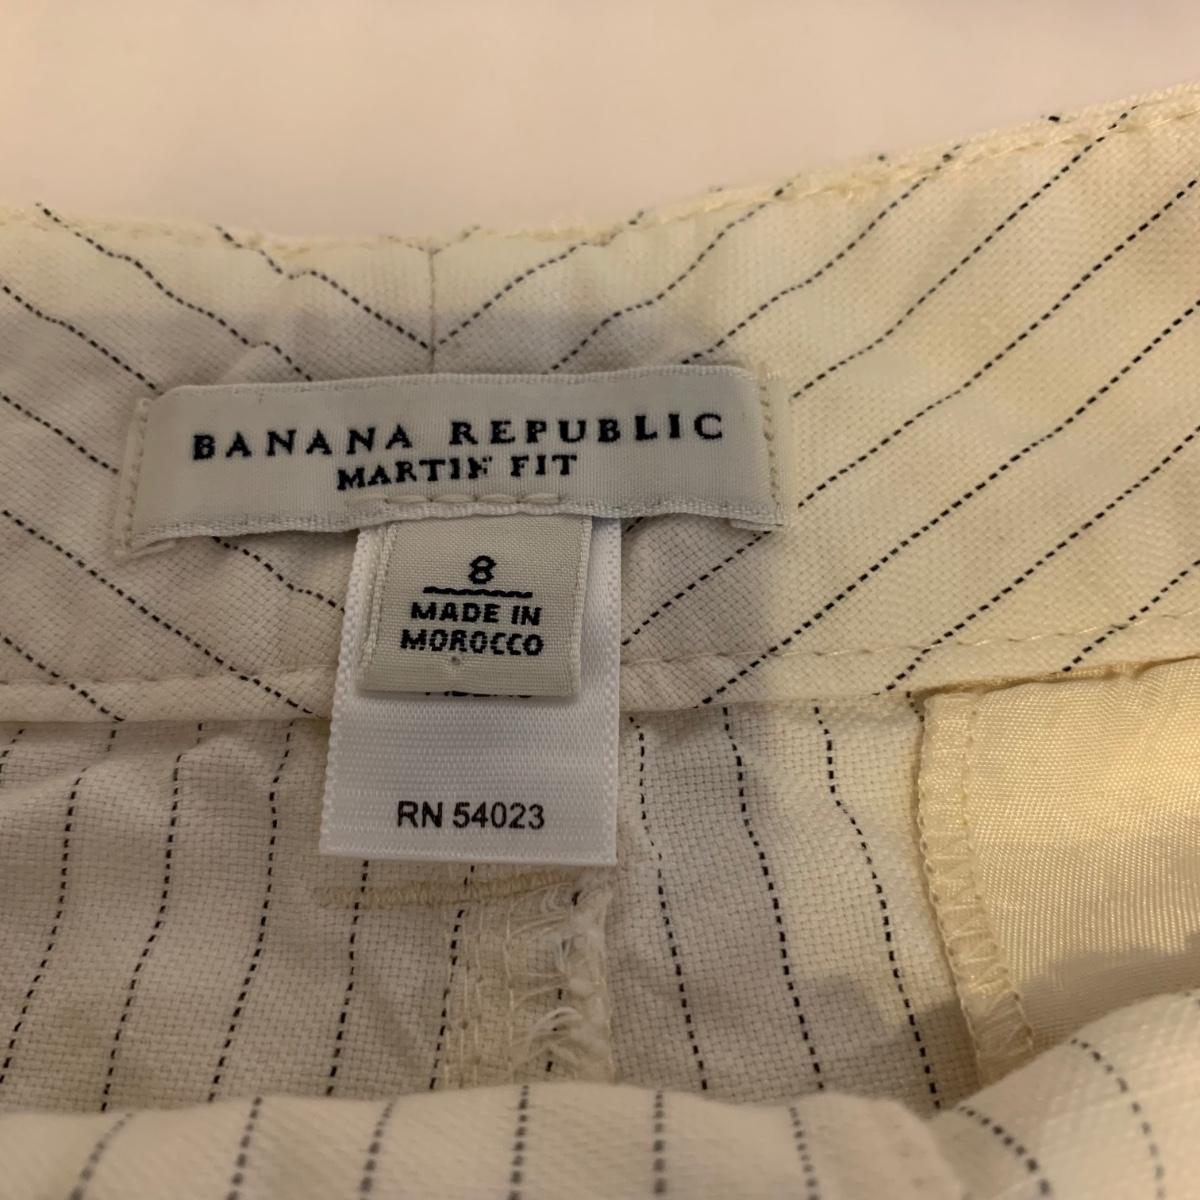 BANANA REPUBLIC
MARTIN FIT
8
MADE IN
MOROCCO
RN 54023